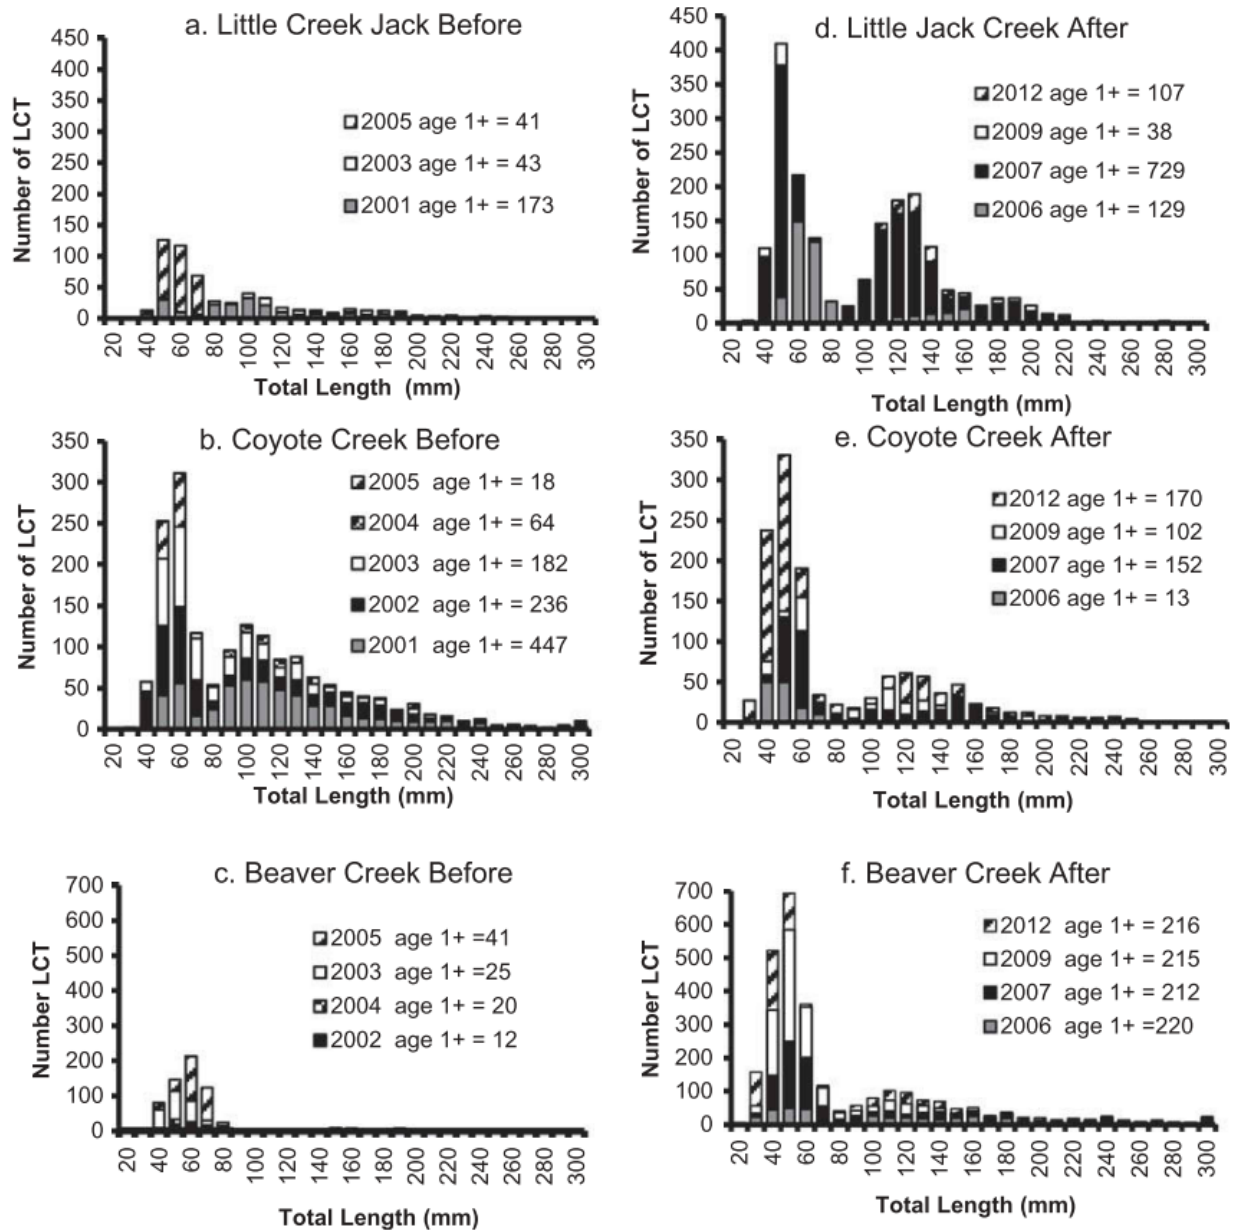 a. Little Creek Jack Before
450
400
350
300
250
200
150
100
50
0
Number of LCT
2005 age 1+ = 41
2003 age 1+ = 43
2001 age 1+ = 173
20 40 60 80 100 120 140 160 180 200 220 240 260 280 300
Total Length (mm)
d. Little Jack Creek After
450
400
350
300
250
200
150
100
50
0
Number of LCT
2012 age 1+ = 107
2009 age 1+ = 38
2007 age 1+ = 729
2006 age 1+ = 129
20 40 60 80 100 120 140 160 180 200 220 240 260 280 300
Total Length (mm)
b. Coyote Creek Before
350
300
250
200
150
100
50
0
Number of LCT
2005 age 1+ = 18
2004 age 1+ = 64
2003 age 1+ = 182
2002 age 1+ = 236
2001 age 1+ = 447
20 40 60 80 100 120 140 160 180 200 220 240 260 280 300
Total Length (mm)
e. Coyote Creek After
350
300
250
200
150
100
50
0
Number of LCT
2012 age 1+ = 170
2009 age 1+ = 102
2007 age 1+ = 152
2006 age 1+ = 13
20 40 60 80 100 120 140 160 180 200 220 240 260 280 300
Total Length (mm)
c. Beaver Creek Before
700
600
500
400
300
200
100
0
Number LCT
2005 age 1+ =41
2003 age 1+ =25
2004 age 1+ = 20
2002 age 1+ = 12
20 40 60 80 100 120 140 160 180 200 220 240 260 280 300
Total Length (mm)
f. Beaver Creek After
700
600
500
400
300
200
100
0
Number LCT
2012 age 1+ = 216
2009 age 1+ = 215
2007 age 1+ = 212
2006 age 1+ =220
20 40 60 80 100 120 140 160 180 200 220 240 260 280 300
Total Length (mm)